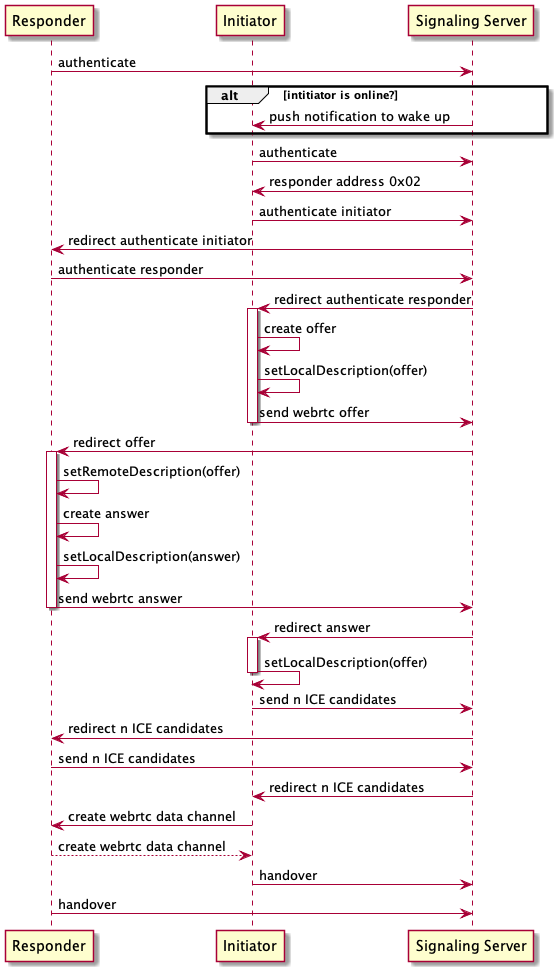 Responder
Initiator
Signaling Server
authenticate
alt
[intitiator is online?]
push notification to wake up
authenticate
responder address 0x02
authenticate initiator
redirect authenticate initiator
authenticate responder
redirect authenticate responder
create offer
setLocalDescription(offer)
send webrtc offer
redirect offer
setRemoteDescription(offer)
create answer
setLocalDescription(answer)
send webrtc answer
redirect answer
setLocalDescription(offer)
send n ICE candidates
redirect n ICE candidates
send n ICE candidates
redirect n ICE candidates
create webrtc data channel
create webrtc data channel
handover
handover
Responder
Initiator
Signaling Server